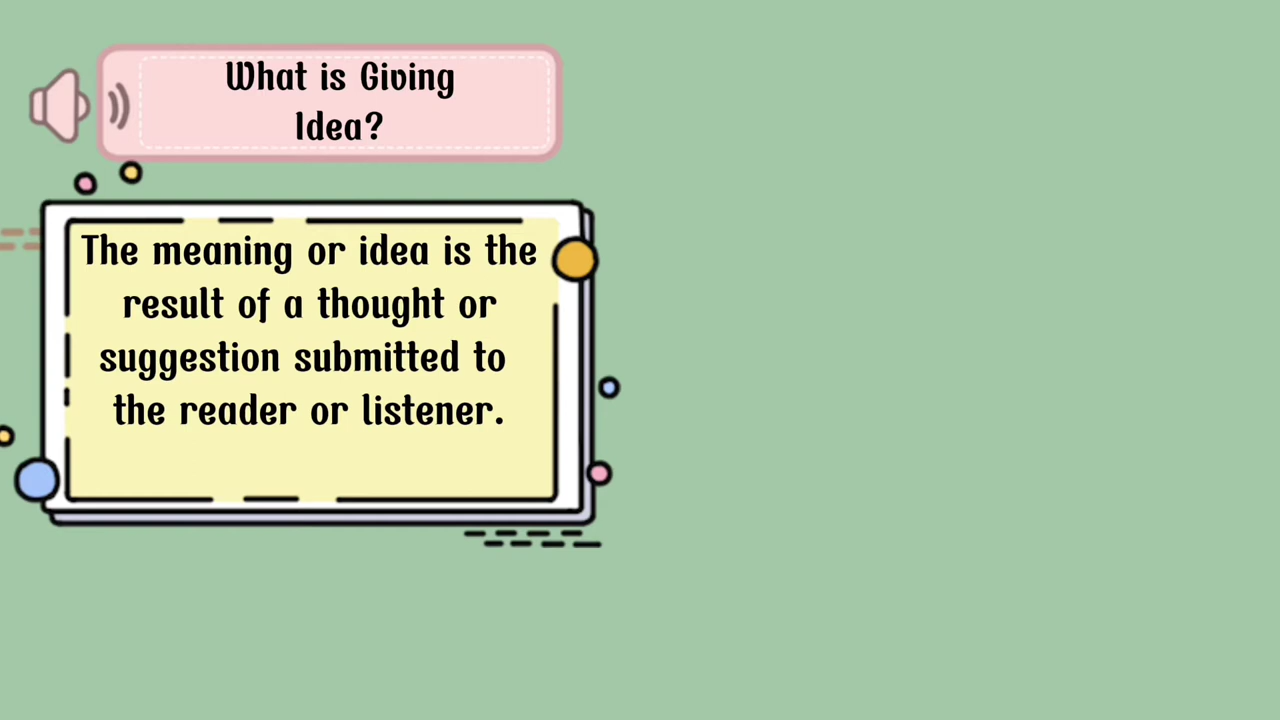 What is Giving
Idea?
The meaning or idea is the
result of a thought or
suggestion submitted to
the reader or listener.